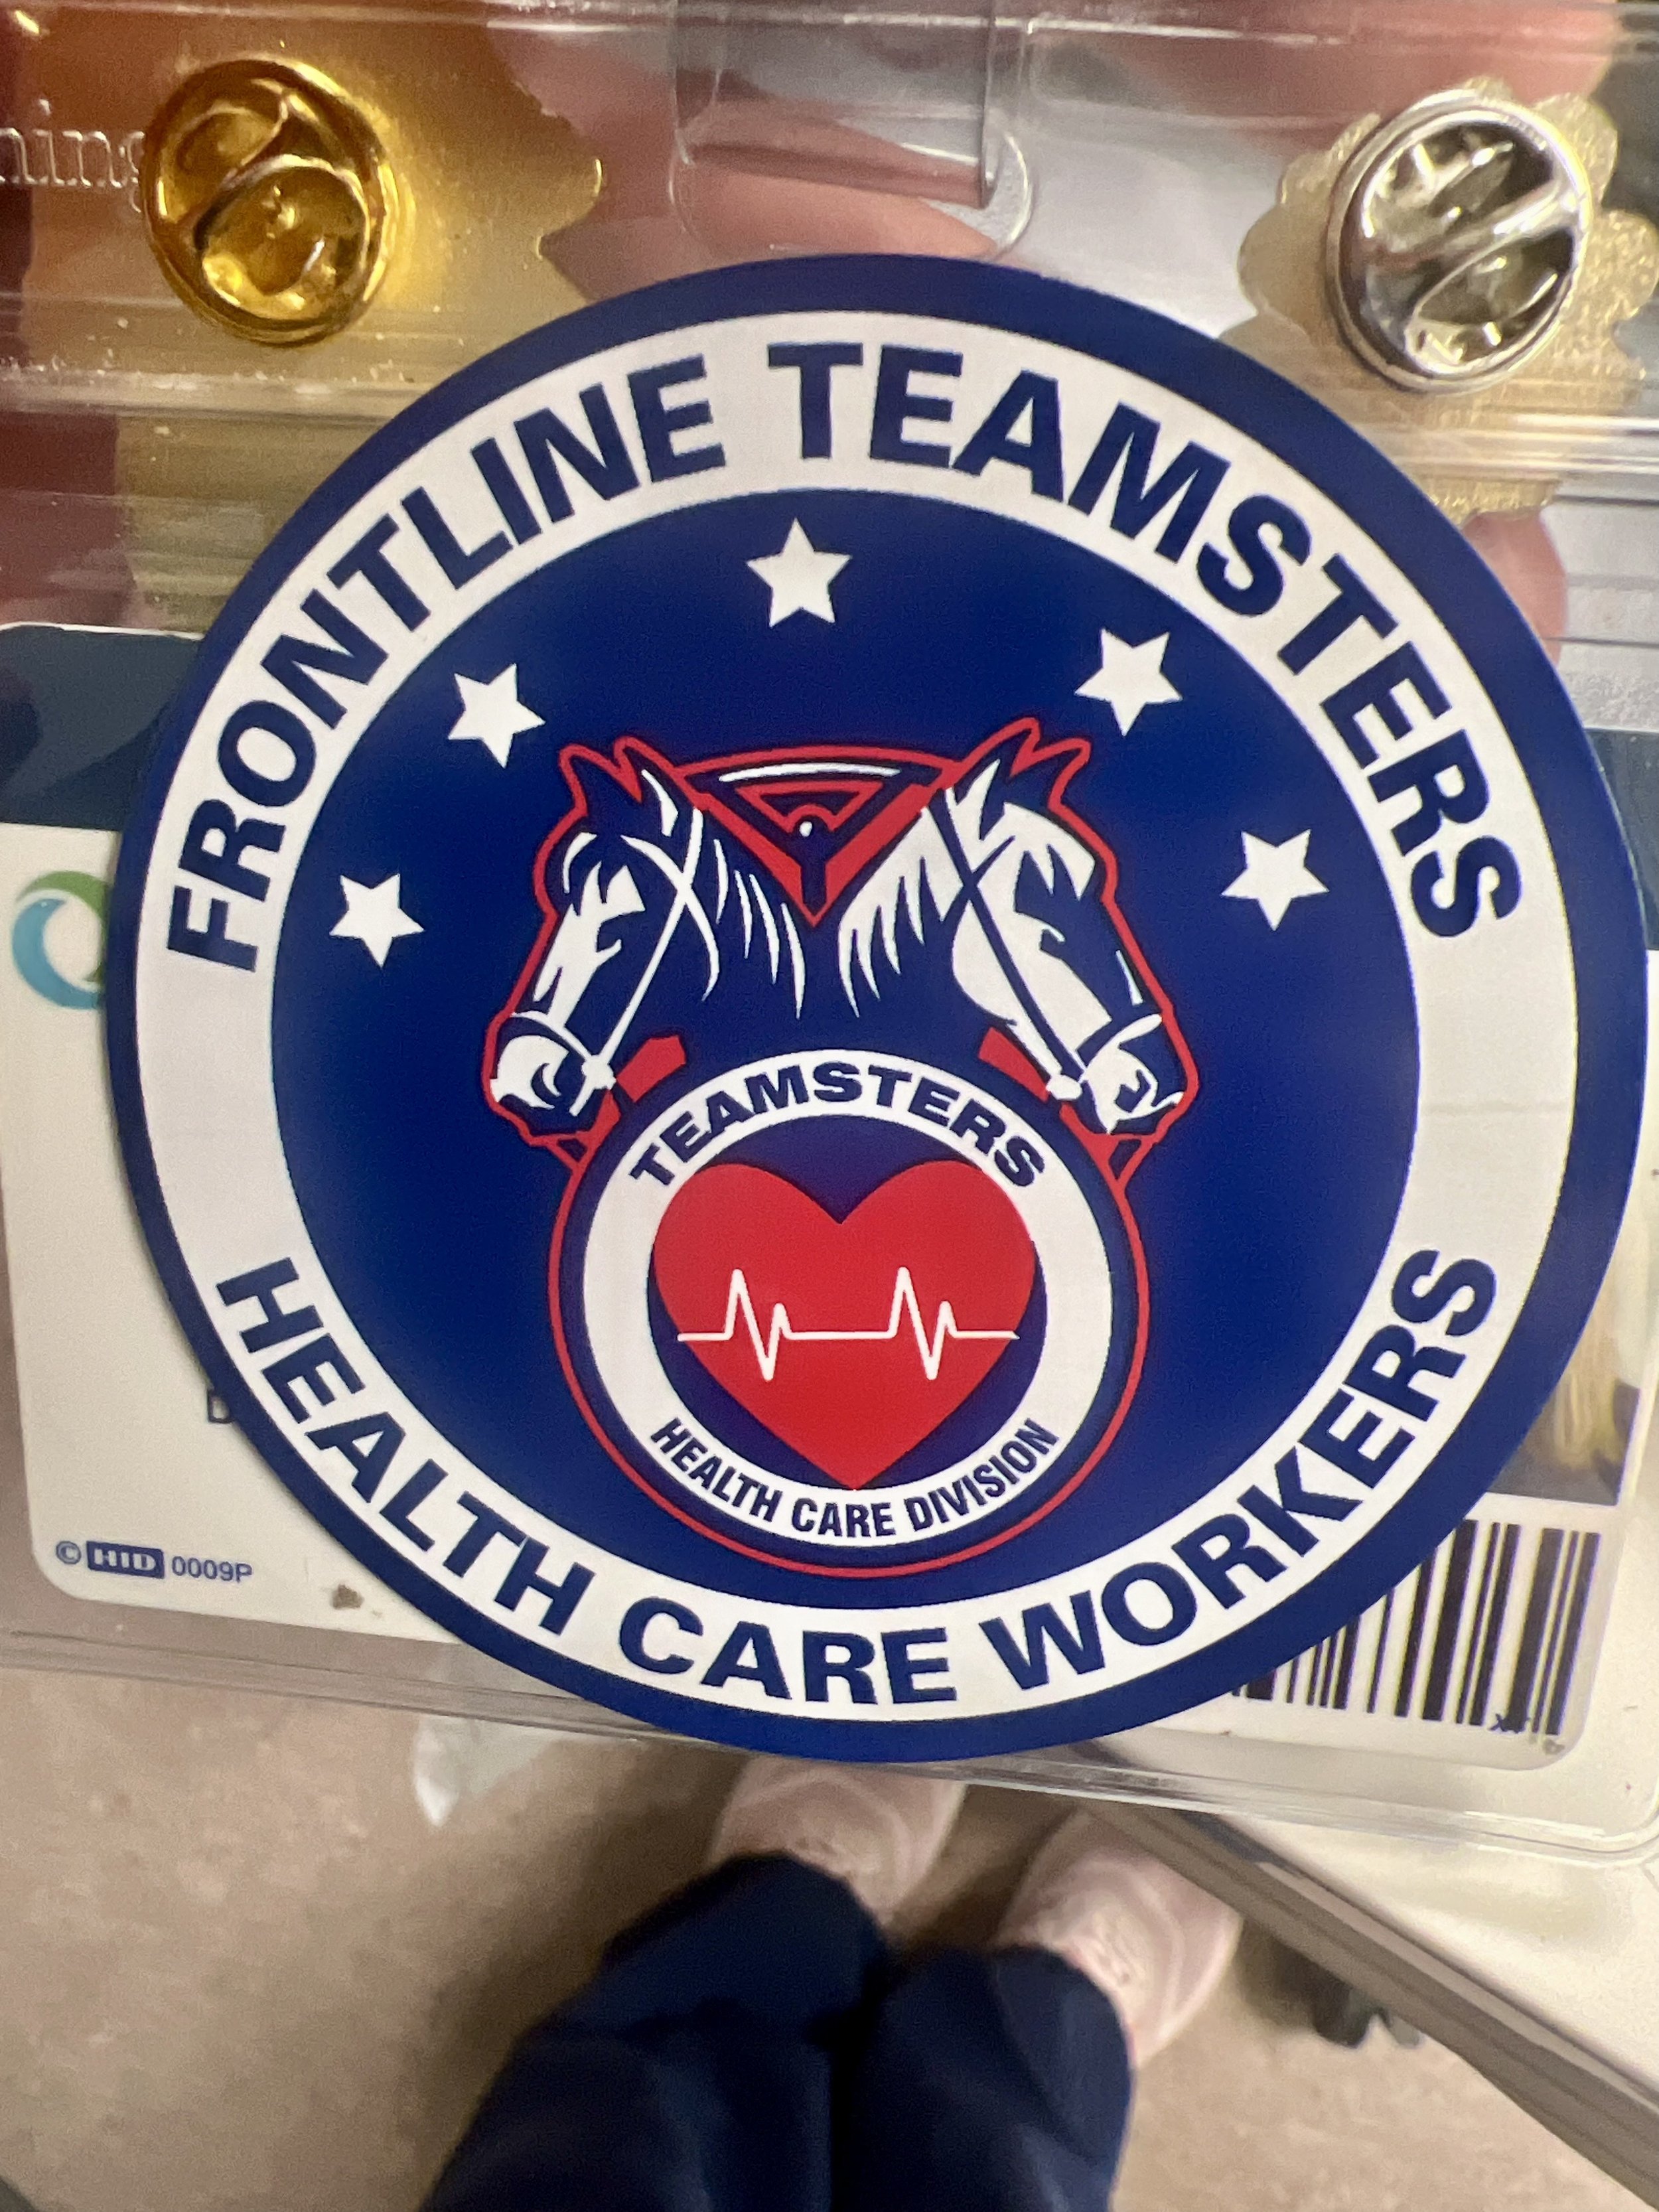 FRONTLINE TEAMSTERS
TEAMSTERS
HEALTH CARE DIVISION
HEALTH CARE WORKERS
© HID 0009P